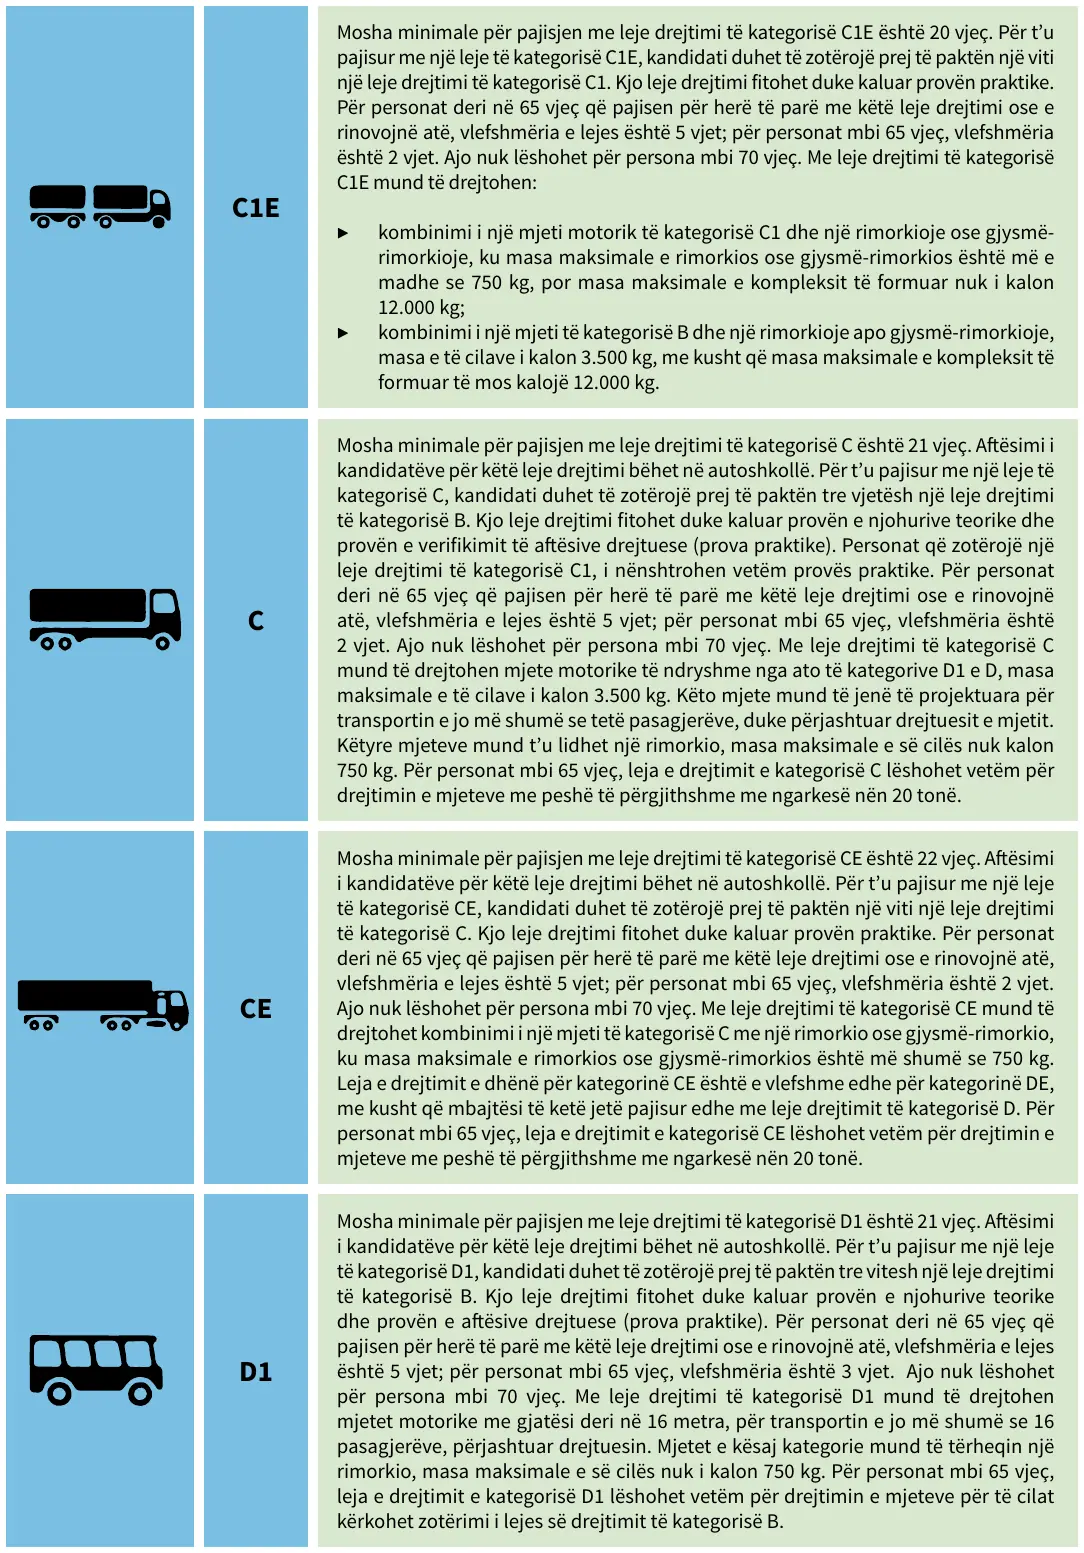 C1E
Mosha minimale për pajisjen me leje drejtimi të kategorisë C1E është 20 vjeç. Për t’u
pajisur me një leje të kategorisë C1E, kandidati duhet të zotërojë prej të paktën një viti
një leje drejtimi të kategorisë C1. Kjo leje drejtimi fitohet duke kaluar provën praktike.
Për personat deri në 65 vjeç që pajisen për herë të parë me këtë leje drejtimi ose e
rinovojnë atë, vlefshmëria e lejes është 5 vjet; për personat mbi 65 vjeç, vlefshmëria
është 2 vjet. Ajo nuk lëshohet për persona mbi 70 vjeç. Me leje drejtimi të kategorisë
C1E mund të drejtohen:
► kombinimi i një mjeti motorik të kategorisë C1 dhe një rimorkioje ose gjysmë-
rimorkioje, ku masa maksimale e rimorkios ose gjysmë-rimorkios është më e
madhe se 750 kg, por masa maksimale e kompleksit të formuar nuk i kalon
12.000 kg;
► kombinimi i një mjeti të kategorisë B dhe një rimorkioje apo gjysmë-rimorkioje,
masa e të cilave i kalon 3.500 kg, me kusht që masa maksimale e kompleksit të
formuar të mos kalojë 12.000 kg.
C
Mosha minimale për pajisjen me leje drejtimi të kategorisë C është 21 vjeç. Aftësimi i
kandidatëve për këtë leje drejtimi bëhet në autoshkollë. Për t’u pajisur me një leje të
kategorisë C, kandidati duhet të zotërojë prej të paktën tre vjetësh një leje drejtimi
të kategorisë B. Kjo leje drejtimi fitohet duke kaluar provën e njohurive teorike dhe
provën e verifikimit të aftësive drejtuese (prova praktike). Personat që zotërojë një
leje drejtimi të kategorisë C1, i nënshtrohen vetëm provës praktike. Për personat
deri në 65 vjeç që pajisen për herë të parë me këtë leje drejtimi ose e rinovojnë
atë, vlefshmëria e lejes është 5 vjet; për personat mbi 65 vjeç, vlefshmëria është
2 vjet. Ajo nuk lëshohet për persona mbi 70 vjeç. Me leje drejtimi të kategorisë C
mund të drejtohen mjete motorike të ndryshme nga ato të kategorive D1 e D, masa
maksimale e të cilave i kalon 3.500 kg. Këto mjete mund të jenë të projektuara për
transportin e jo më shumë se tetë pasagjerëve, duke përjashtuar drejtuesit e mjetit.
Këtyre mjeteve mund t’u lidhet një rimorkio, masa maksimale e së cilës nuk kalon
750 kg. Për personat mbi 65 vjeç, leja e drejtimit e kategorisë C lëshohet vetëm për
drejtimin e mjeteve me peshë të përgjithshme me ngarkesë nën 20 tonë.
CE
Mosha minimale për pajisjen me leje drejtimi të kategorisë CE është 22 vjeç. Aftësimi
i kandidatëve për këtë leje drejtimi bëhet në autoshkollë. Për t’u pajisur me një leje
të kategorisë CE, kandidati duhet të zotërojë prej të paktën një viti një leje drejtimi
të kategorisë C. Kjo leje drejtimi fitohet duke kaluar provën praktike. Për personat
deri në 65 vjeç që pajisen për herë të parë me këtë leje drejtimi ose e rinovojnë atë,
vlefshmëria e lejes është 5 vjet; për personat mbi 65 vjeç, vlefshmëria është 2 vjet.
Ajo nuk lëshohet për persona mbi 70 vjeç. Me leje drejtimi të kategorisë CE mund të
drejtohet kombinimi i një mjeti të kategorisë C me një rimorkio ose gjysmë-rimorkio,
ku masa maksimale e rimorkios ose gjysmë-rimorkios është më shumë se 750 kg.
Leja e drejtimit e dhënë për kategorinë CE është e vlefshme edhe për kategorinë DE,
me kusht që mbajtësi të ketë jetë pajisur edhe me leje drejtimit të kategorisë D. Për
personat mbi 65 vjeç, leja e drejtimit e kategorisë CE lëshohet vetëm për drejtimin e
mjeteve me peshë të përgjithshme me ngarkesë nën 20 tonë.
D1
Mosha minimale për pajisjen me leje drejtimi të kategorisë D1 është 21 vjeç. Aftësimi
i kandidatëve për këtë leje drejtimi bëhet në autoshkollë. Për t’u pajisur me një leje
të kategorisë D1, kandidati duhet të zotërojë prej të paktën tre vitesh një leje drejtimi
të kategorisë B. Kjo leje drejtimi fitohet duke kaluar provën e njohurive teorike
dhe provën e aftësive drejtuese (prova praktike). Për personat deri në 65 vjeç që
pajisen për herë të parë me këtë leje drejtimi ose e rinovojnë atë, vlefshmëria e lejes
është 5 vjet; për personat mbi 65 vjeç, vlefshmëria është 3 vjet. Ajo nuk lëshohet
për persona mbi 70 vjeç. Me leje drejtimi të kategorisë D1 mund të drejtohen
mjetet motorike me gjatësi deri në 16 metra, për transportin e jo më shumë se 16
pasagjerëve, përjashtuar drejtuesin. Mjetet e kësaj kategorie mund të tërheqin një
rimorkio, masa maksimale e së cilës nuk i kalon 750 kg. Për personat mbi 65 vjeç,
leja e drejtimit e kategorisë D1 lëshohet vetëm për drejtimin e mjeteve për të cilat
kërkohet zotërimi i lejes së drejtimit të kategorisë B.